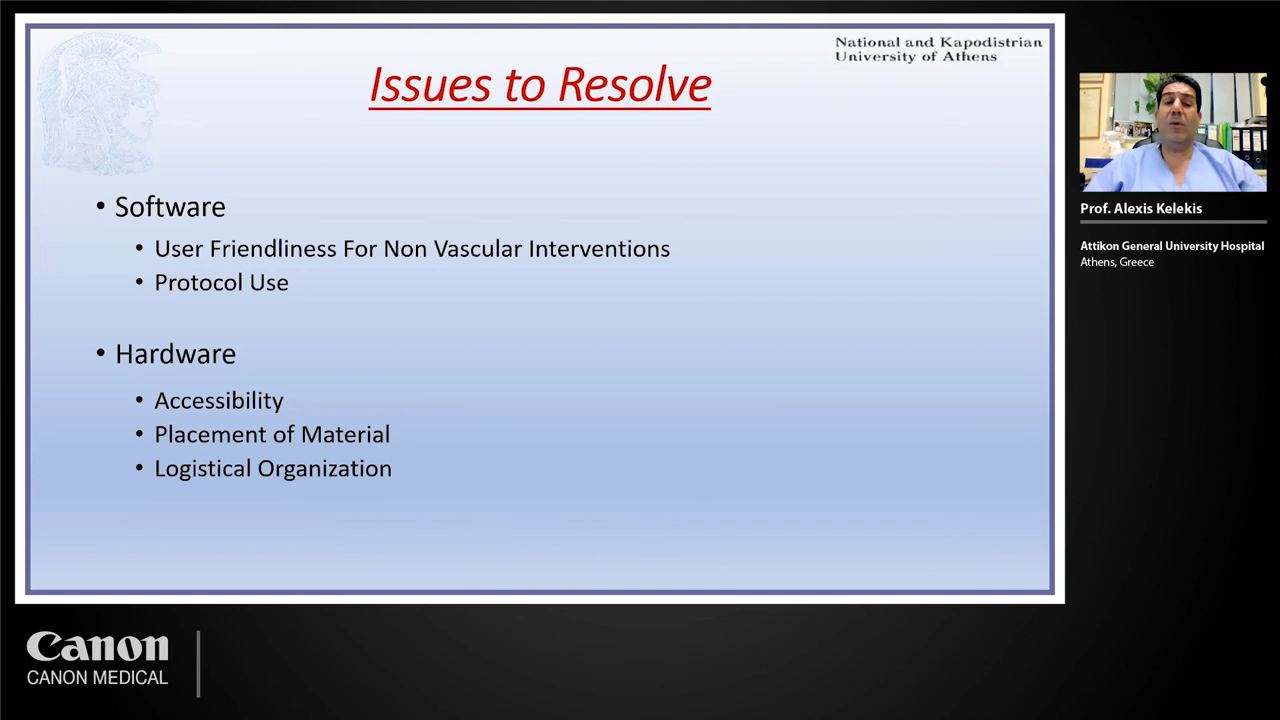 National and Kapodistrian
University of Athens
Issues to Resolve
• Software
• User Friendliness For Non Vascular Interventions
• Protocol Use
• Hardware
• Accessibility
• Placement of Material
• Logistical Organization
Prof. Alexis Kelekis
Attikon General University Hospital
Athens, Greece
Canon
CANON MEDICAL